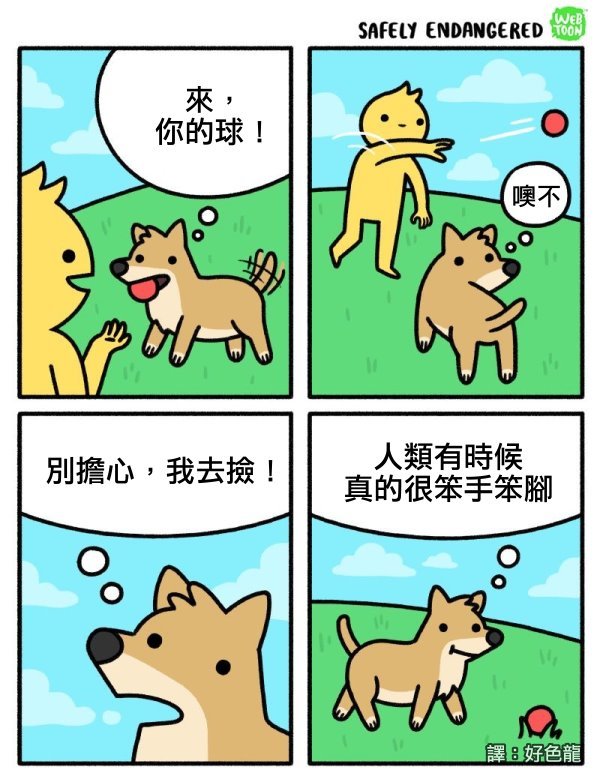 SAFELY ENDANGERED
WEB
TOON
來，
你的球！
噢不
別擔心，我去撿！
人類有時候
真的很笨手笨腳
譯：好色龍